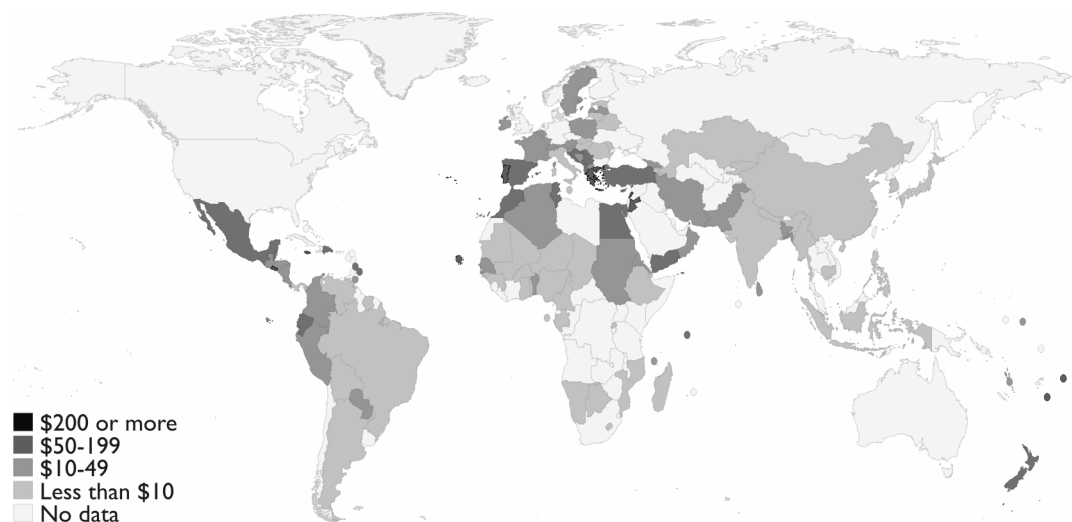 $200 or more
$50-199
$10-49
Less than $10
No data